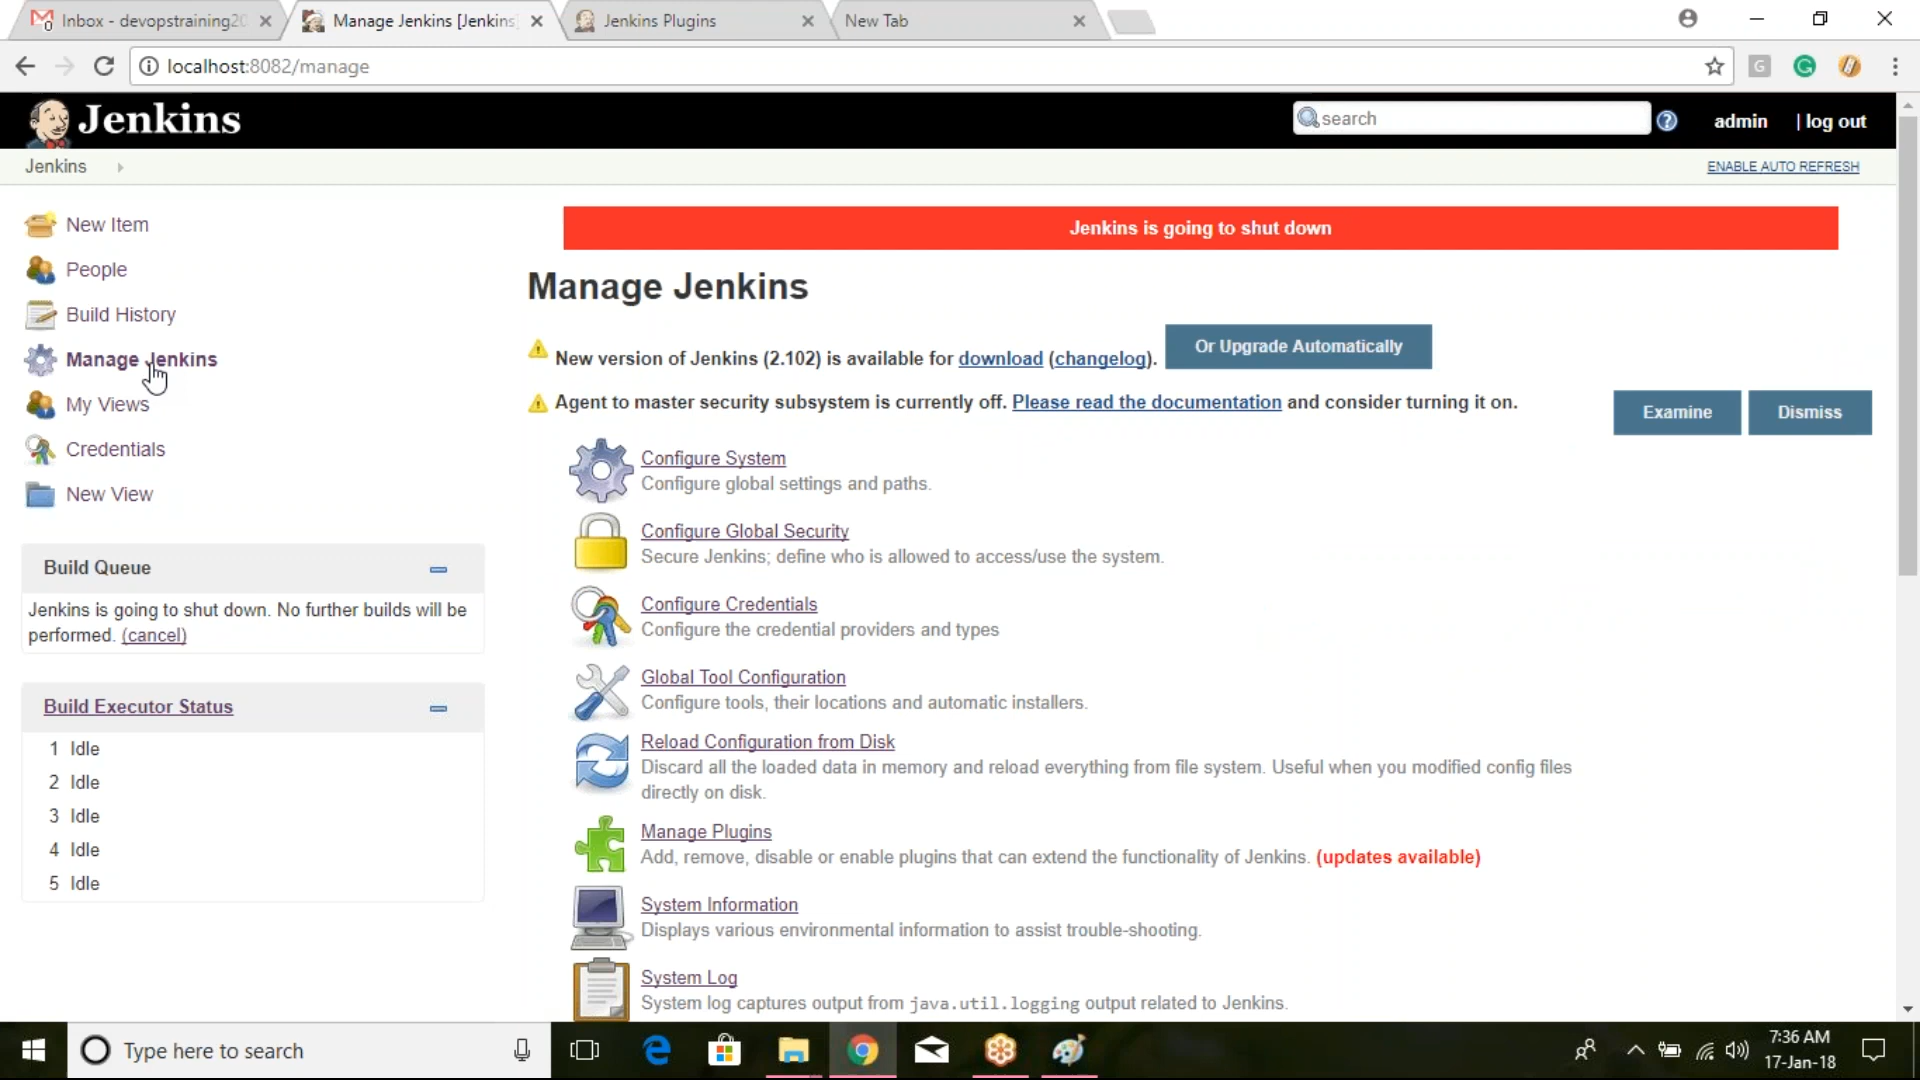 Inbox - devopstraining20
Manage Jenkins [Jenkins]
Jenkins Plugins
New Tab
localhost:8082/manage
Jenkins
search
admin
| log out
Jenkins
ENABLE AUTO REFRESH
New Item
People
Build History
Manage Jenkins
My Views
Credentials
New View
Build Queue
Jenkins is going to shut down. No further builds will be
performed. (cancel)
Build Executor Status
1 Idle
2 Idle
3 Idle
4 Idle
5 Idle
Jenkins is going to shut down
Manage Jenkins
New version of Jenkins (2.102) is available for download (changelog).
Or Upgrade Automatically
Agent to master security subsystem is currently off. Please read the documentation and consider turning it on.
Examine
Dismiss
Configure System
Configure global settings and paths.
Configure Global Security
Secure Jenkins; define who is allowed to access/use the system.
Configure Credentials
Configure the credential providers and types
Global Tool Configuration
Configure tools, their locations and automatic installers.
Reload Configuration from Disk
Discard all the loaded data in memory and reload everything from file system. Useful when you modified config files
directly on disk.
Manage Plugins
Add, remove, disable or enable plugins that can extend the functionality of Jenkins. (updates available)
System Information
Displays various environmental information to assist trouble-shooting.
System Log
System log captures output from java.util.logging output related to Jenkins.
Type here to search
7:36 AM
17-Jan-18